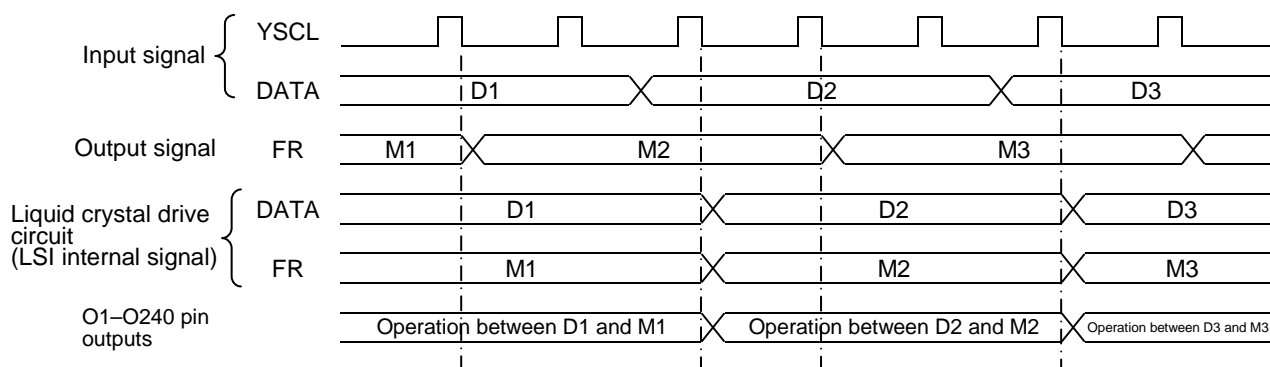 Input signal
YSCL
DATA
D1
D2
D3
Output signal
FR
M1
M2
M3
Liquid crystal drive
circuit
(LSI internal signal)
DATA
D1
D2
D3
FR
M1
M2
M3
O1–O240 pin
outputs
Operation between D1 and M1
Operation between D2 and M2
Operation between D3 and M3